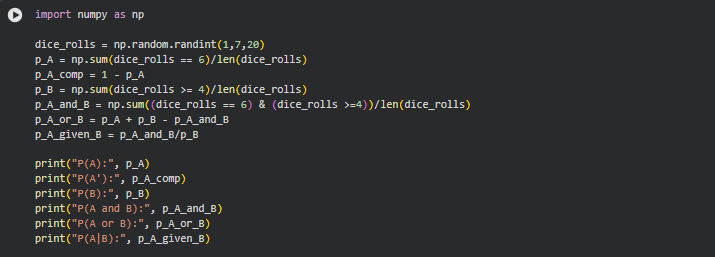 import numpy as np
dice_rolls = np.random.randint(1,7,20)
p_A = np.sum(dice_rolls == 6)/len(dice_rolls)
p_A_comp = 1 - p_A
p_B = np.sum(dice_rolls >= 4)/len(dice_rolls)
p_A_and_B = np.sum((dice_rolls == 6) & (dice_rolls >=4))/len(dice_rolls)
p_A_or_B = p_A + p_B - p_A_and_B
p_A_given_B = p_A_and_B/p_B
print("P(A):", p_A)
print("P(A'):", p_A_comp)
print("P(B):", p_B)
print("P(A and B):", p_A_and_B)
print("P(A or B):", p_A_or_B)
print("P(A|B):", p_A_given_B)